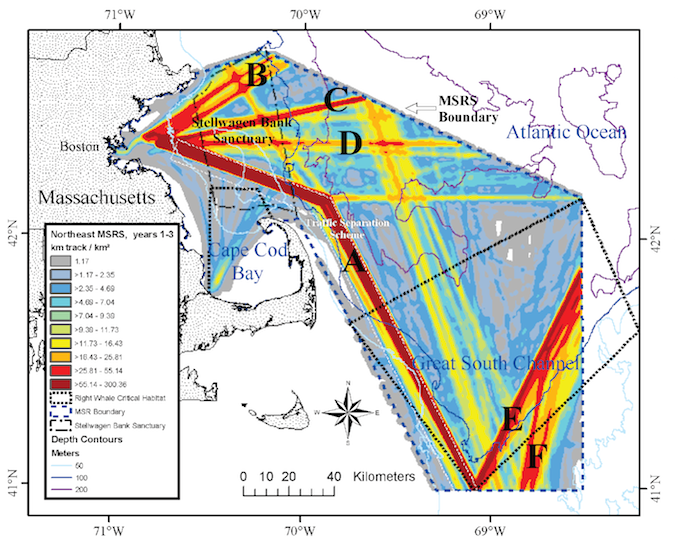 71°W
70°W
69°W
B
C
MSRS
Boundary
Stellwagen Bank
Sanctuary
Atlantic Ocean
Boston
D
Massachusetts
42°N
42°N
Traffic Separation
Scheme
Cape Cod
Bay
A
Northeast MSRS, years 1-3
km track / km²
1.17
>1.17 - 2.35
>2.35 - 4.69
>4.69 - 7.04
>7.04 - 9.38
>9.38 - 11.73
>11.73 - 16.43
>16.43 - 25.81
>25.81 - 55.14
>55.14 - 300.36
Right Whale Critical Habitat
MSR Boundary
Stellwagen Bank Sanctuary
Depth Contours
Meters
50
100
200
Great South Channel
N
W
E
S
E
F
0 10 20 40 Kilometers
41°N
41°N
71°W
70°W
69°W